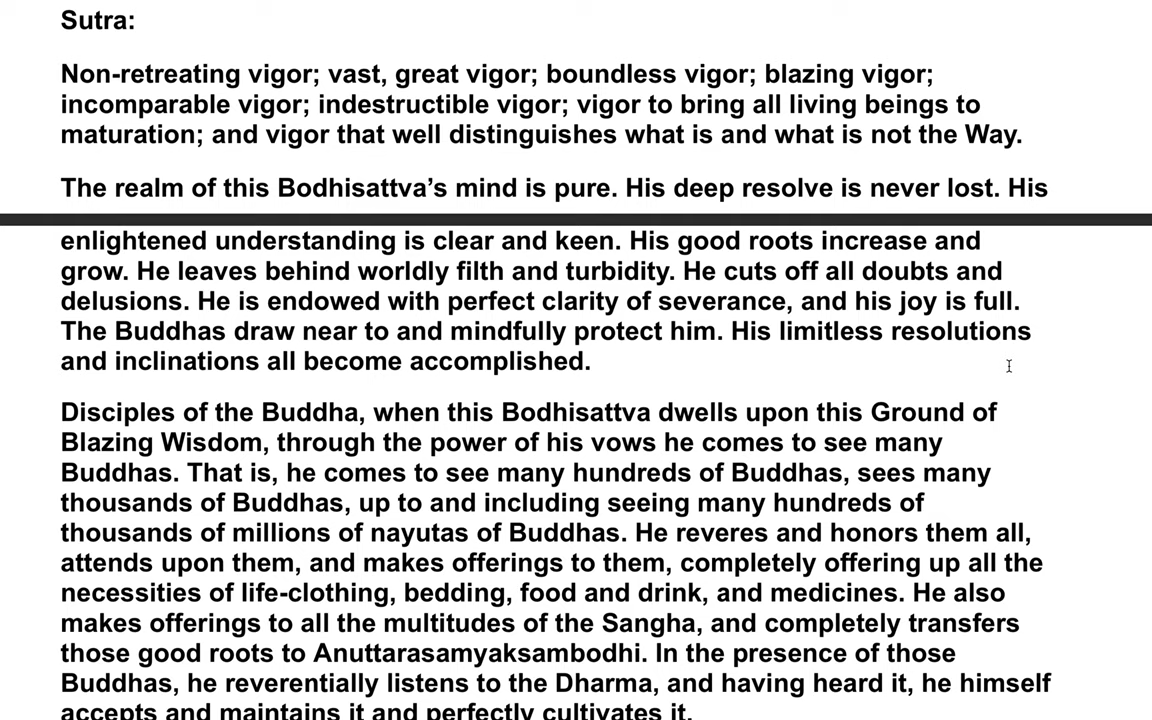 Sutra:
Non-retreating vigor; vast, great vigor; boundless vigor; blazing vigor;
incomparable vigor; indestructible vigor; vigor to bring all living beings to
maturation; and vigor that well distinguishes what is and what is not the Way.
The realm of this Bodhisattva’s mind is pure. His deep resolve is never lost. His
enlightened understanding is clear and keen. His good roots increase and
grow. He leaves behind worldly filth and turbidity. He cuts off all doubts and
delusions. He is endowed with perfect clarity of severance, and his joy is full.
The Buddhas draw near to and mindfully protect him. His limitless resolutions
and inclinations all become accomplished.
Disciples of the Buddha, when this Bodhisattva dwells upon this Ground of
Blazing Wisdom, through the power of his vows he comes to see many
Buddhas. That is, he comes to see many hundreds of Buddhas, sees many
thousands of Buddhas, up to and including seeing many hundreds of
thousands of millions of nayutas of Buddhas. He reveres and honors them all,
attends upon them, and makes offerings to them, completely offering up all the
necessities of life-clothing, bedding, food and drink, and medicines. He also
makes offerings to all the multitudes of the Sangha, and completely transfers
those good roots to Anuttarasamyaksambodhi. In the presence of those
Buddhas, he reverentially listens to the Dharma, and having heard it, he himself
accepts and maintains it and perfectly cultivates it.